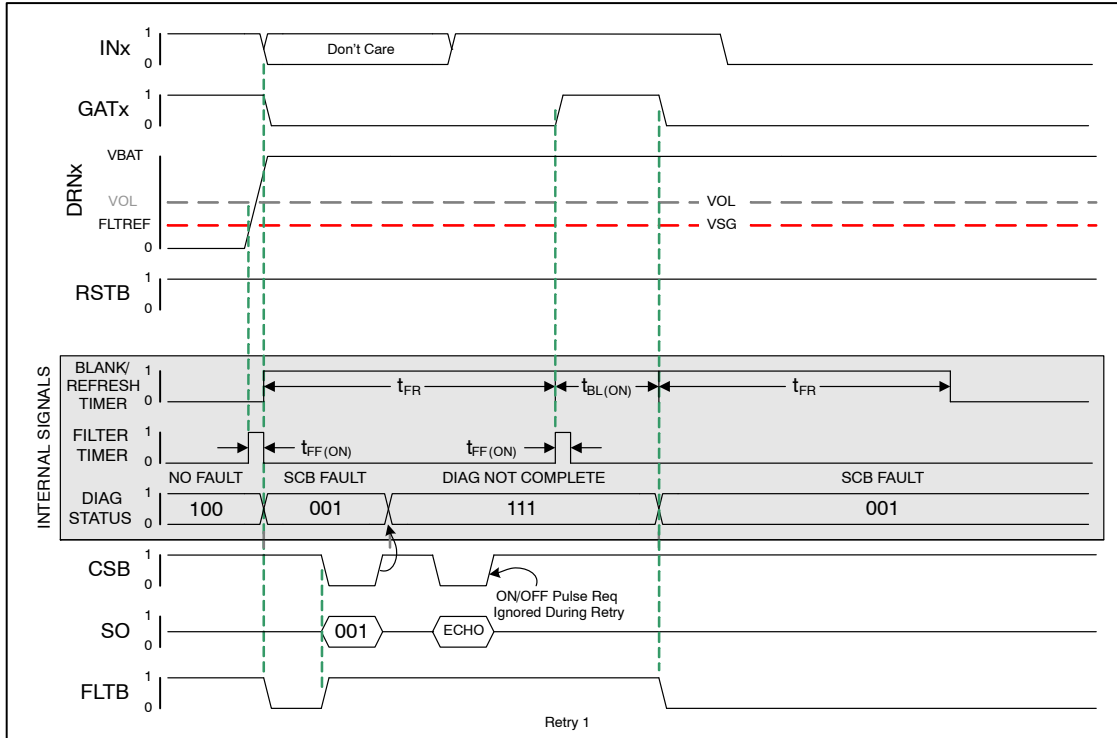 INx 1 0 Don't Care
GATx 1 0
DRNx VBAT
VOL VOL
FLTREF VSG
0
RSTB 1 0
INTERNAL SIGNALS
BLANK/
REFRESH
TIMER
1 0 tFR tBL(ON) tFR
FILTER
TIMER
1 0 tFF(ON) tFF(ON)
NO FAULT SCB FAULT DIAG NOT COMPLETE SCB FAULT
DIAG
STATUS
1 0 100 001 111 001
CSB 1 0
ON/OFF Pulse Req
Ignored During Retry
SO 1 0 001 ECHO
FLTB 1 0
Retry 1